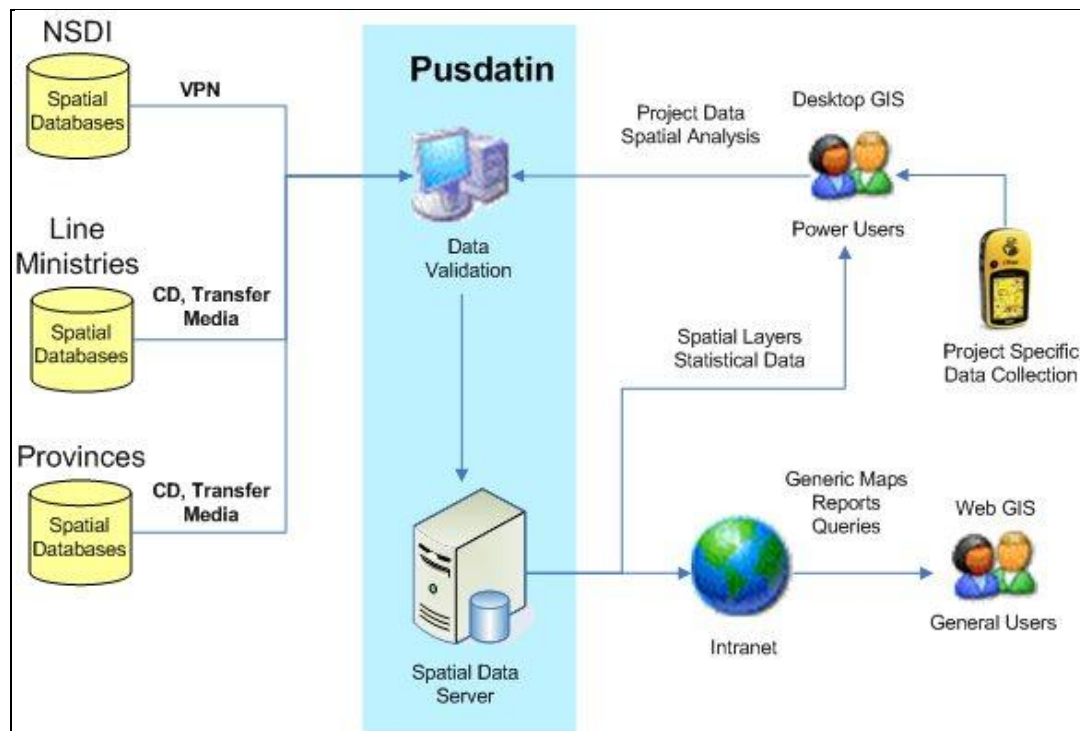 NSDI
Spatial
Databases
VPN
Line
Ministries
Spatial
Databases
CD, Transfer
Media
Provinces
Spatial
Databases
CD, Transfer
Media
Pusdatin
Data
Validation
Spatial Data
Server
Project Data
Spatial Analysis
Desktop GIS
Power Users
Project Specific
Data Collection
Spatial Layers
Statistical Data
Generic Maps
Reports
Queries
Intranet
Web GIS
General Users